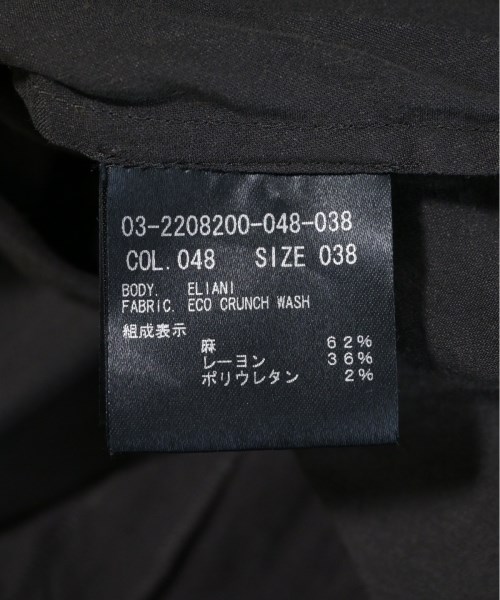 03-2208200-048-038
COL. 048 SIZE 038
BODY. ELIANI
FABRIC. ECO CRUNCH WASH
組成表示
麻 62%
レーヨン 36%
ポリウレタン 2%